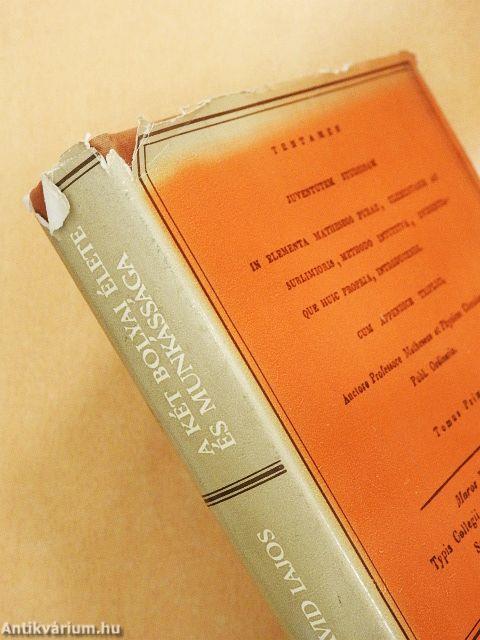 A KÉT BOLYAI ÉLETE
ÉS MUNKÁSSÁGA
VID LAJOS
TENTAMEN
JUVENTUTEM STUDIOSAM
IN ELEMENTA MATHESEOS PURAE, ELEMENTARIS AC
SUBLIMIORIS, METHODO INTUITIVA, EVIDENTIA-
QUE HUIC PROPRIA, INTRODUCENDI.
CUM APPENDICE TRIPLICI.
Auctore Professore Matheseos et Physices Chemiae
Publ. Ordinario.
Tomus Prim
Maros
Typis Collegii
S
Antikvárium.hu